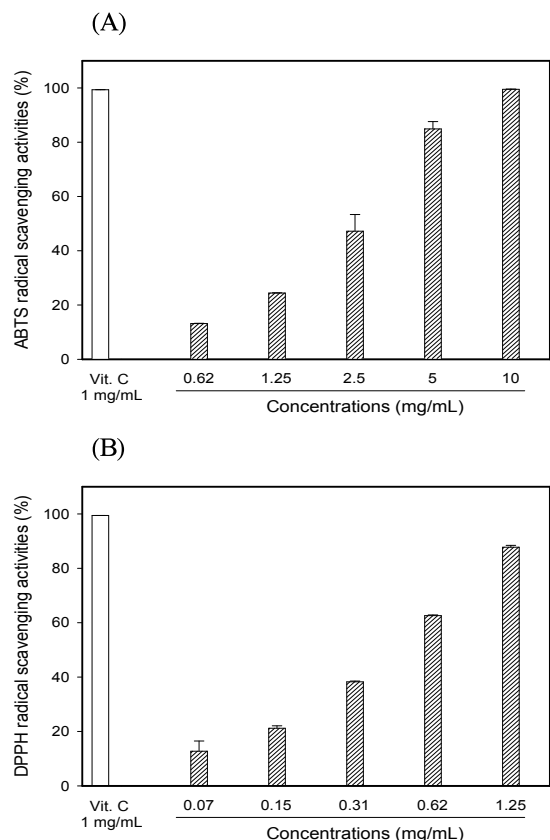 (A)
ABTS radical scavenging activities (%)
100
80
60
40
20
0
Vit. C
1 mg/mL
0.62 1.25 2.5 5 10
Concentrations (mg/mL)
(B)
DPPH radical scavenging activities (%)
100
80
60
40
20
0
Vit. C
1 mg/mL
0.07 0.15 0.31 0.62 1.25
Concentrations (mg/mL)